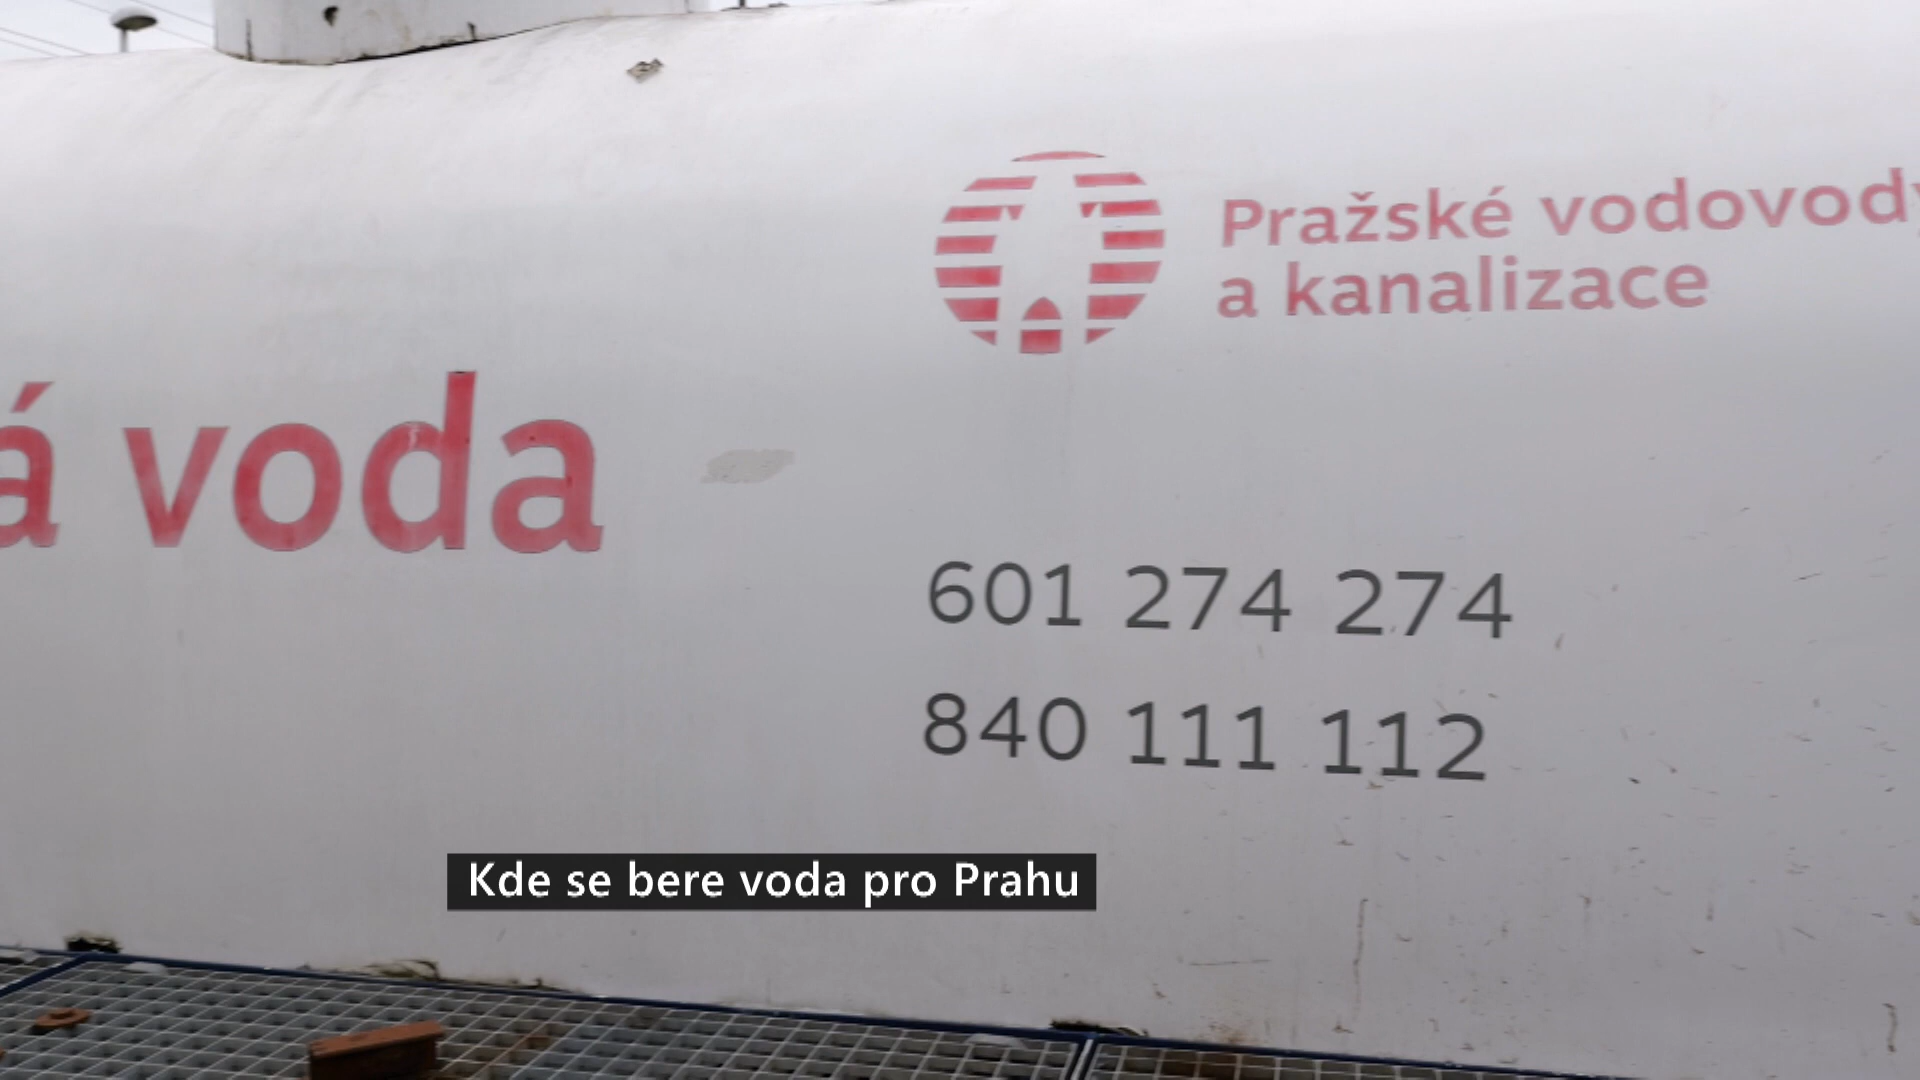 Pražské vodovody
a kanalizace
á voda
601 274 274
840 111 112
Kde se bere voda pro Prahu